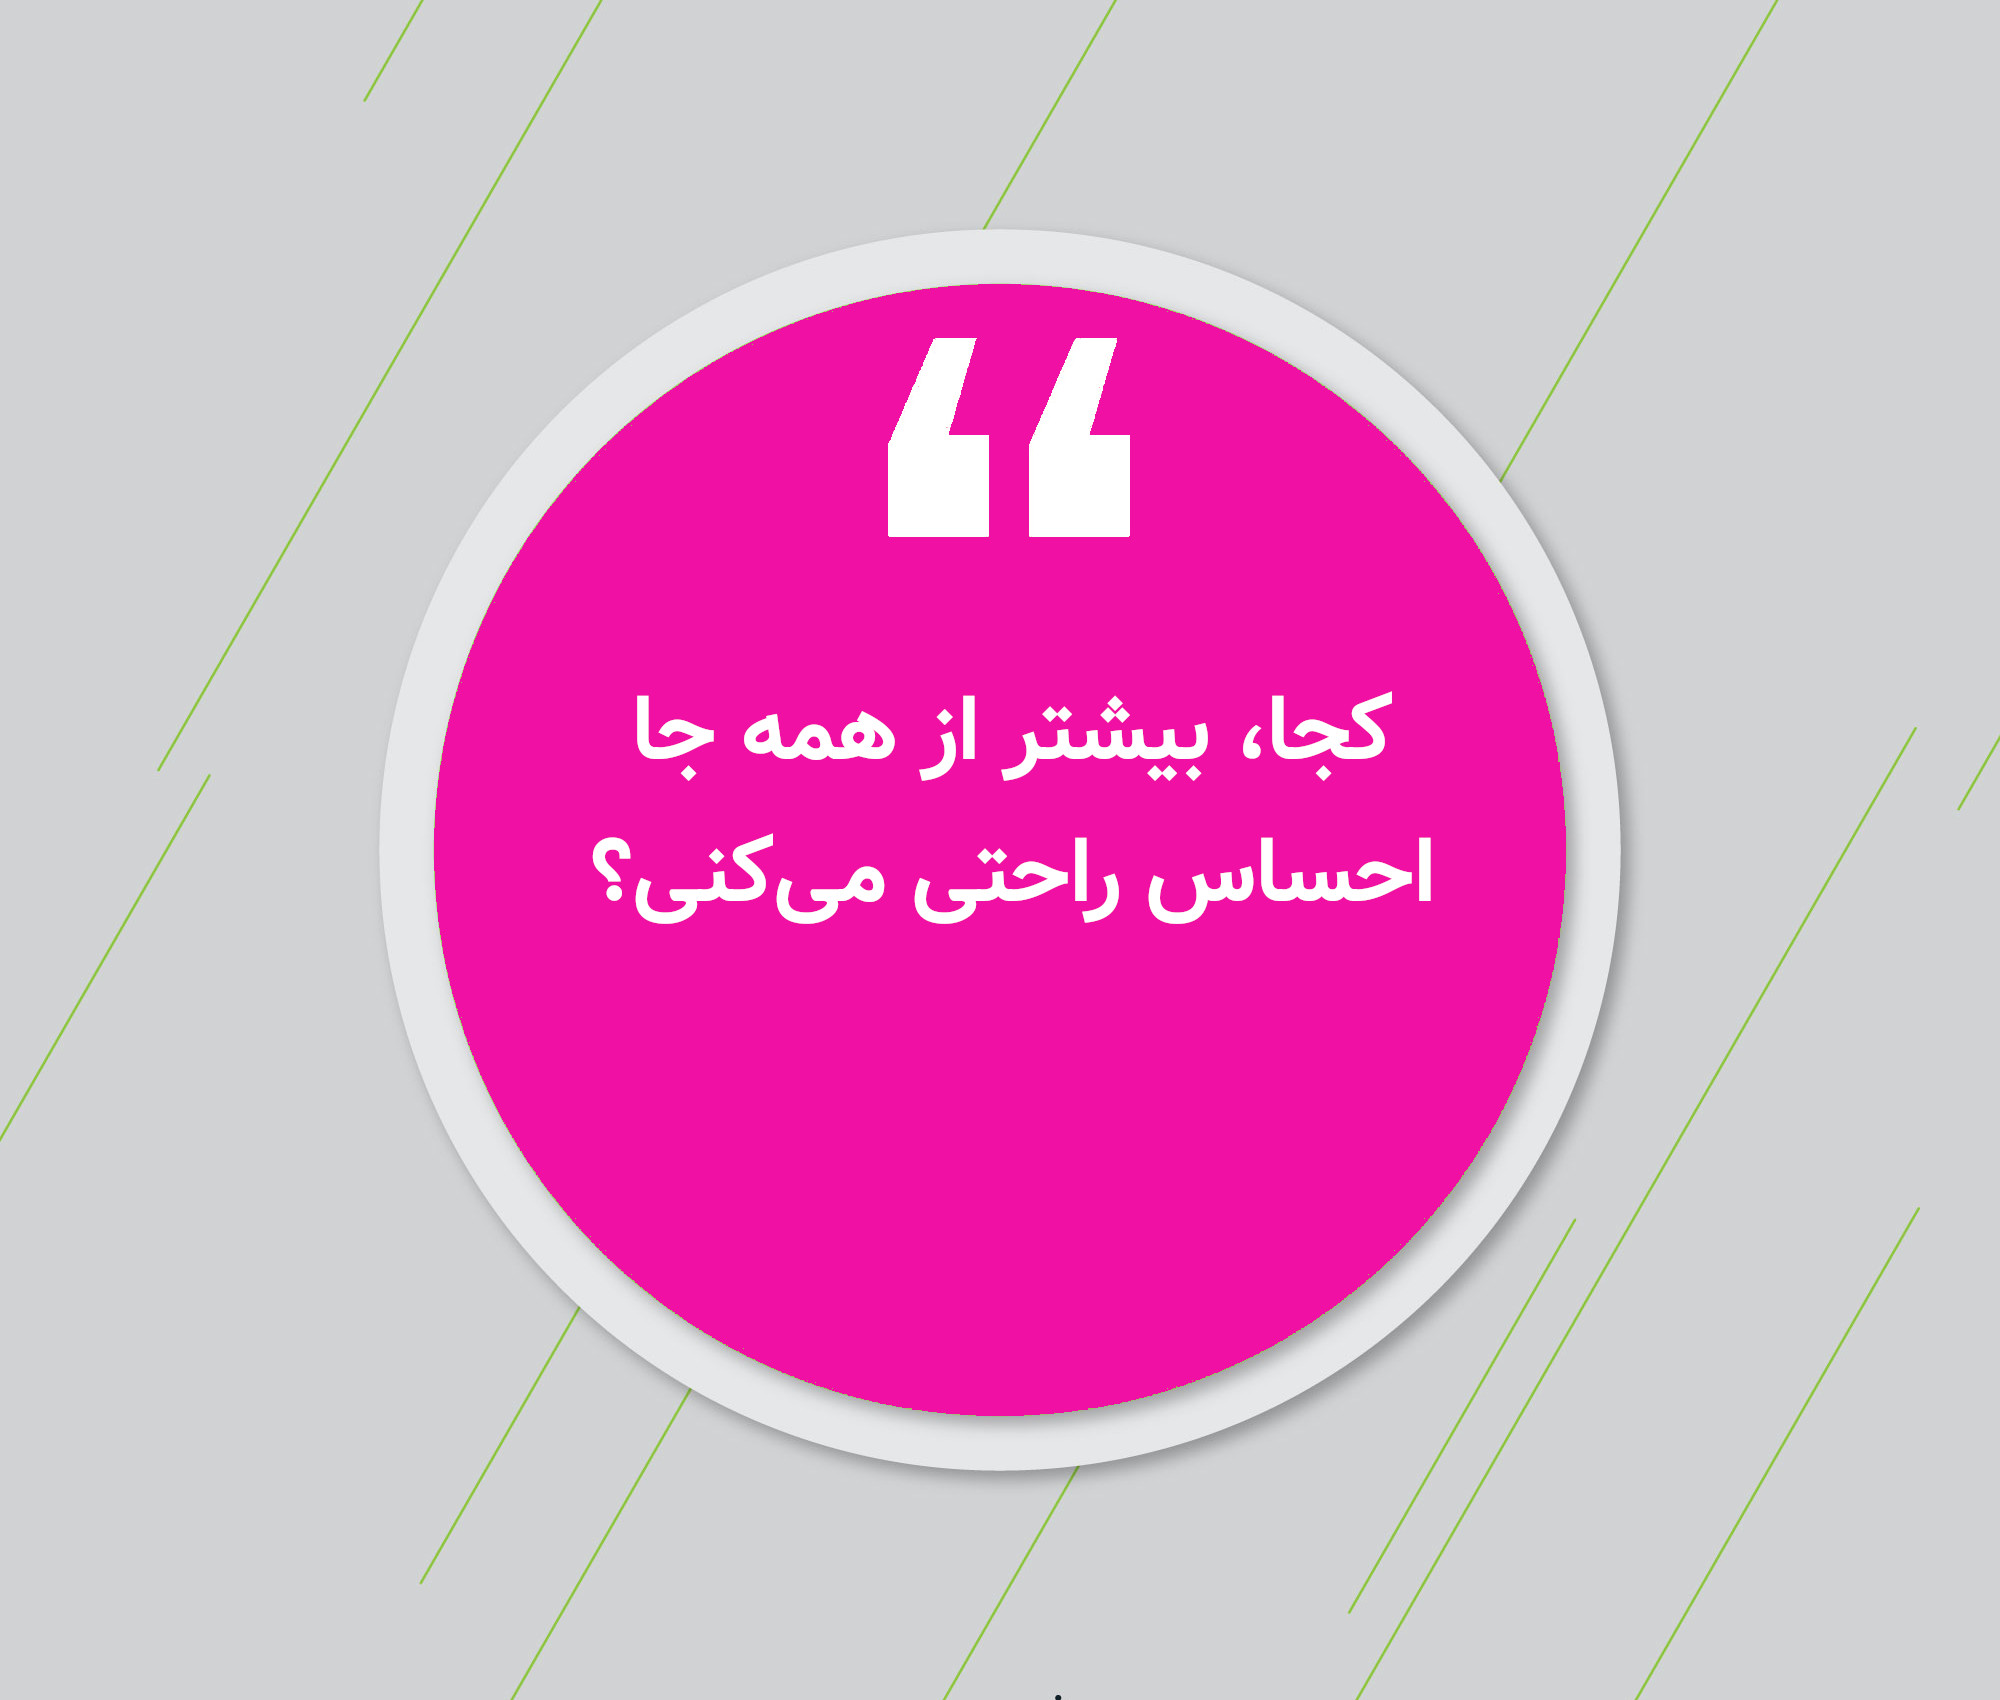 کجا، بیشتر از همه جا
احساس راحتی می‌کنی؟